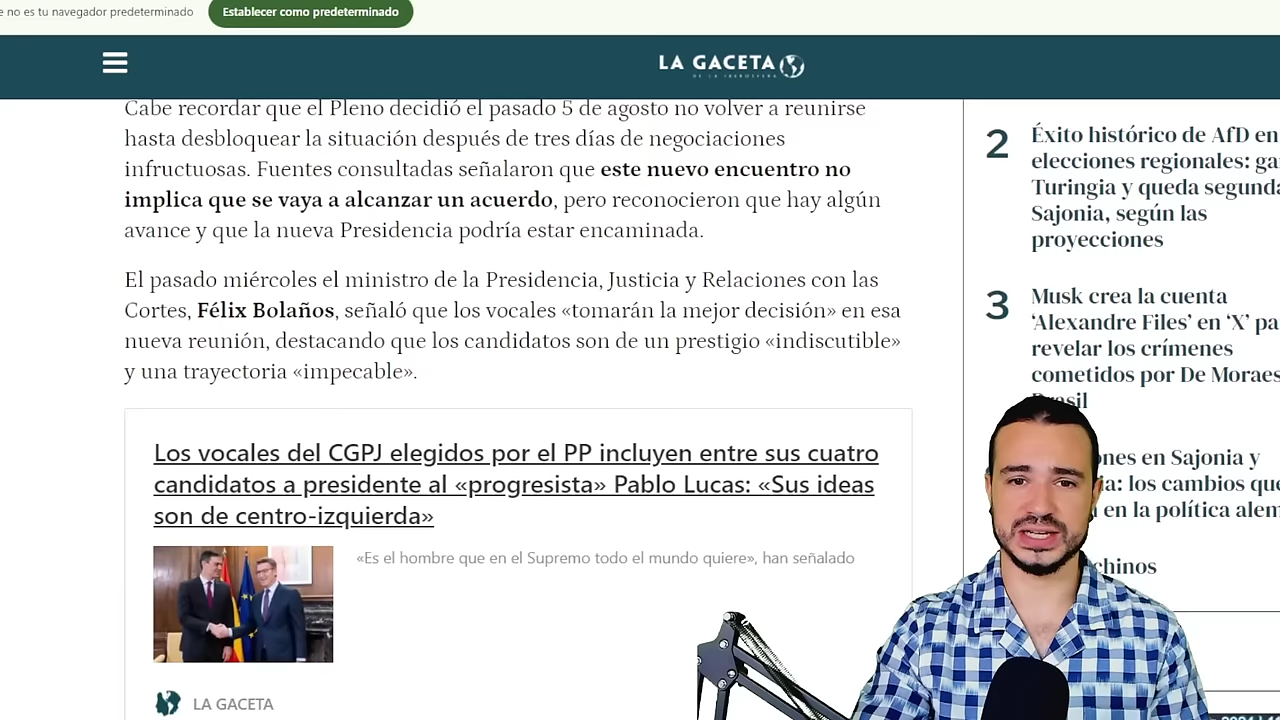 e no es tu navegador predeterminado
Establecer como predeterminado
LA GACETA
DE LA IBEROSFERA
Cabe recordar que el Pleno decidió el pasado 5 de agosto no volver a reunirse
hasta desbloquear la situación después de tres días de negociaciones
infructuosas. Fuentes consultadas señalaron que este nuevo encuentro no
implica que se vaya a alcanzar un acuerdo, pero reconocieron que hay algún
avance y que la nueva Presidencia podría estar encaminada.
El pasado miércoles el ministro de la Presidencia, Justicia y Relaciones con las
Cortes, Félix Bolaños, señaló que los vocales «tomarán la mejor decisión» en esa
nueva reunión, destacando que los candidatos son de un prestigio «indiscutible»
y una trayectoria «impecable».
Los vocales del CGPJ elegidos por el PP incluyen entre sus cuatro
candidatos a presidente al «progresista» Pablo Lucas: «Sus ideas
son de centro-izquierda»
«Es el hombre que en el Supremo todo el mundo quiere», han señalado
LA GACETA
2
Éxito histórico de AfD en
elecciones regionales: ga
Turingia y queda segund
Sajonia, según las
proyecciones
3
Musk crea la cuenta
'Alexandre Files' en 'X' pa
revelar los crímenes
cometidos por De Moraes
Brasil
ones en Sajonia y
ia: los cambios que
en la política alem
chinos